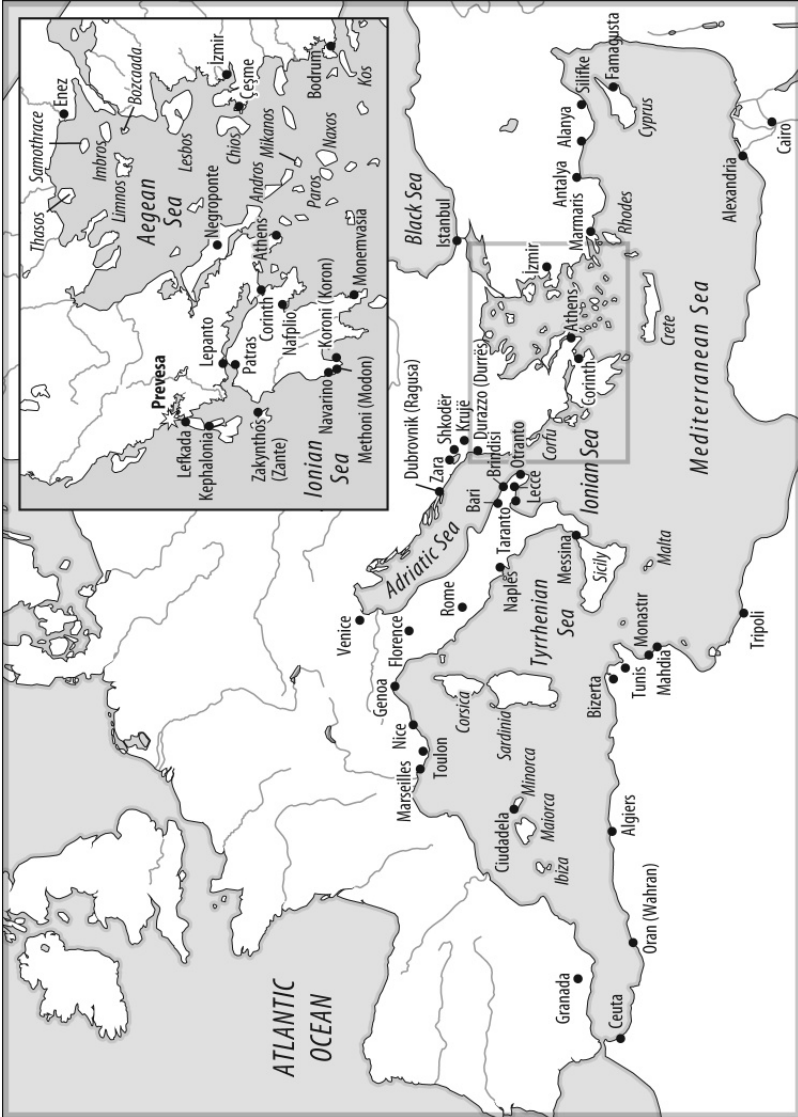 ATLANTIC
OCEAN
Granada
Ceuta
Oran (Wahran)
Algiers
Ibiza
Maiorca
Minorca
Ciudadela
Marseilles
Toulon
Nice
Genoa
Corsica
Sardinia
Bizerta
Tunis
Monastır
Mahdia
Tripoli
Venice
Florence
Rome
Tyrrhenian
Sea
Naples
Messina
Sicily
Malta
Adriatic Sea
Bari
Taranto
Brindisi
Lecce
Otranto
Zara
Dubrovnik (Ragusa)
Shkodër
Krujë
Durazzo (Durrës)
Corfu
Ionian Sea
Corinth
Athens
İzmir
Crete
Mediterranean Sea
Black Sea
Istanbul
Marmaris
Rhodes
Antalya
Alanya
Silifke
Famagusta
Cyprus
Alexandria
Cairo
Thasos
Samothrace
Enez
Imbros
Bozcaada
Limnos
Aegean
Sea
Lesbos
Chios
İzmir
Çeşme
Mikanos
Andros
Paros
Naxos
Bodrum
Kos
Negroponte
Athens
Corinth
Nafplio
Monemvasia
Koroni (Koron)
Methoni (Modon)
Navarino
Patras
Lepanto
Prevesa
Lefkada
Kephalonia
Zakynthos
(Zante)
Ionian
Sea